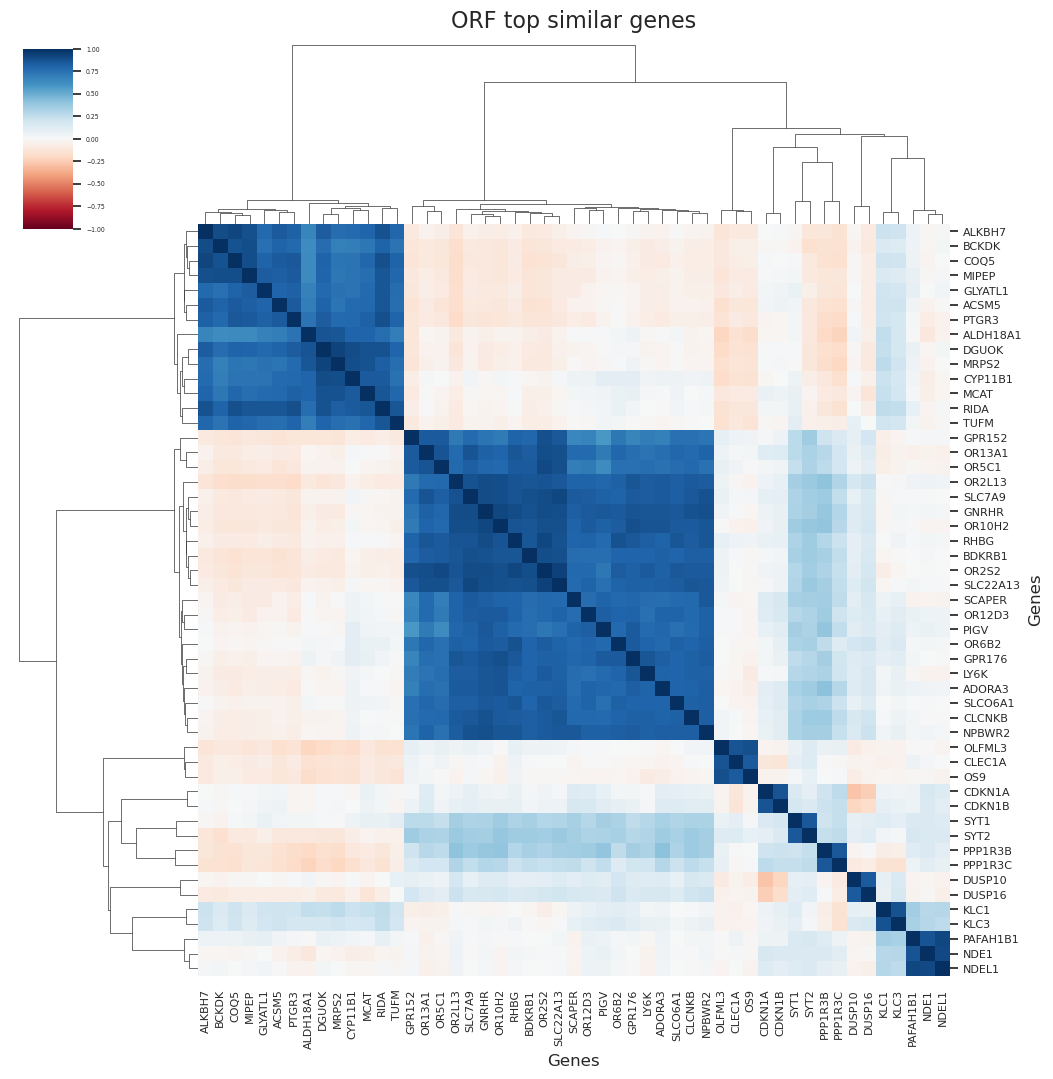 ORF top similar genes
1.00
0.75
0.50
0.25
0.00
−0.25
−0.50
−0.75
−1.00
ALKBH7
BCKDK
COQ5
MIPEP
GLYATL1
ACSM5
PTGR3
ALDH18A1
DGUOK
MRPS2
CYP11B1
MCAT
RIDA
TUFM
GPR152
OR13A1
OR5C1
OR2L13
SLC7A9
GNRHR
OR10H2
RHBG
BDKRB1
OR2S2
SLC22A13
SCAPER
OR12D3
PIGV
OR6B2
GPR176
LY6K
ADORA3
SLCO6A1
CLCNKB
NPBWR2
OLFML3
CLEC1A
OS9
CDKN1A
CDKN1B
SYT1
SYT2
PPP1R3B
PPP1R3C
DUSP10
DUSP16
KLC1
KLC3
PAFAH1B1
NDE1
NDEL1
Genes
ALKBH7
BCKDK
COQ5
MIPEP
GLYATL1
ACSM5
PTGR3
ALDH18A1
DGUOK
MRPS2
CYP11B1
MCAT
RIDA
TUFM
GPR152
OR13A1
OR5C1
OR2L13
SLC7A9
GNRHR
OR10H2
RHBG
BDKRB1
OR2S2
SLC22A13
SCAPER
OR12D3
PIGV
OR6B2
GPR176
LY6K
ADORA3
SLCO6A1
CLCNKB
NPBWR2
OLFML3
CLEC1A
OS9
CDKN1A
CDKN1B
SYT1
SYT2
PPP1R3B
PPP1R3C
DUSP10
DUSP16
KLC1
KLC3
PAFAH1B1
NDE1
NDEL1
Genes